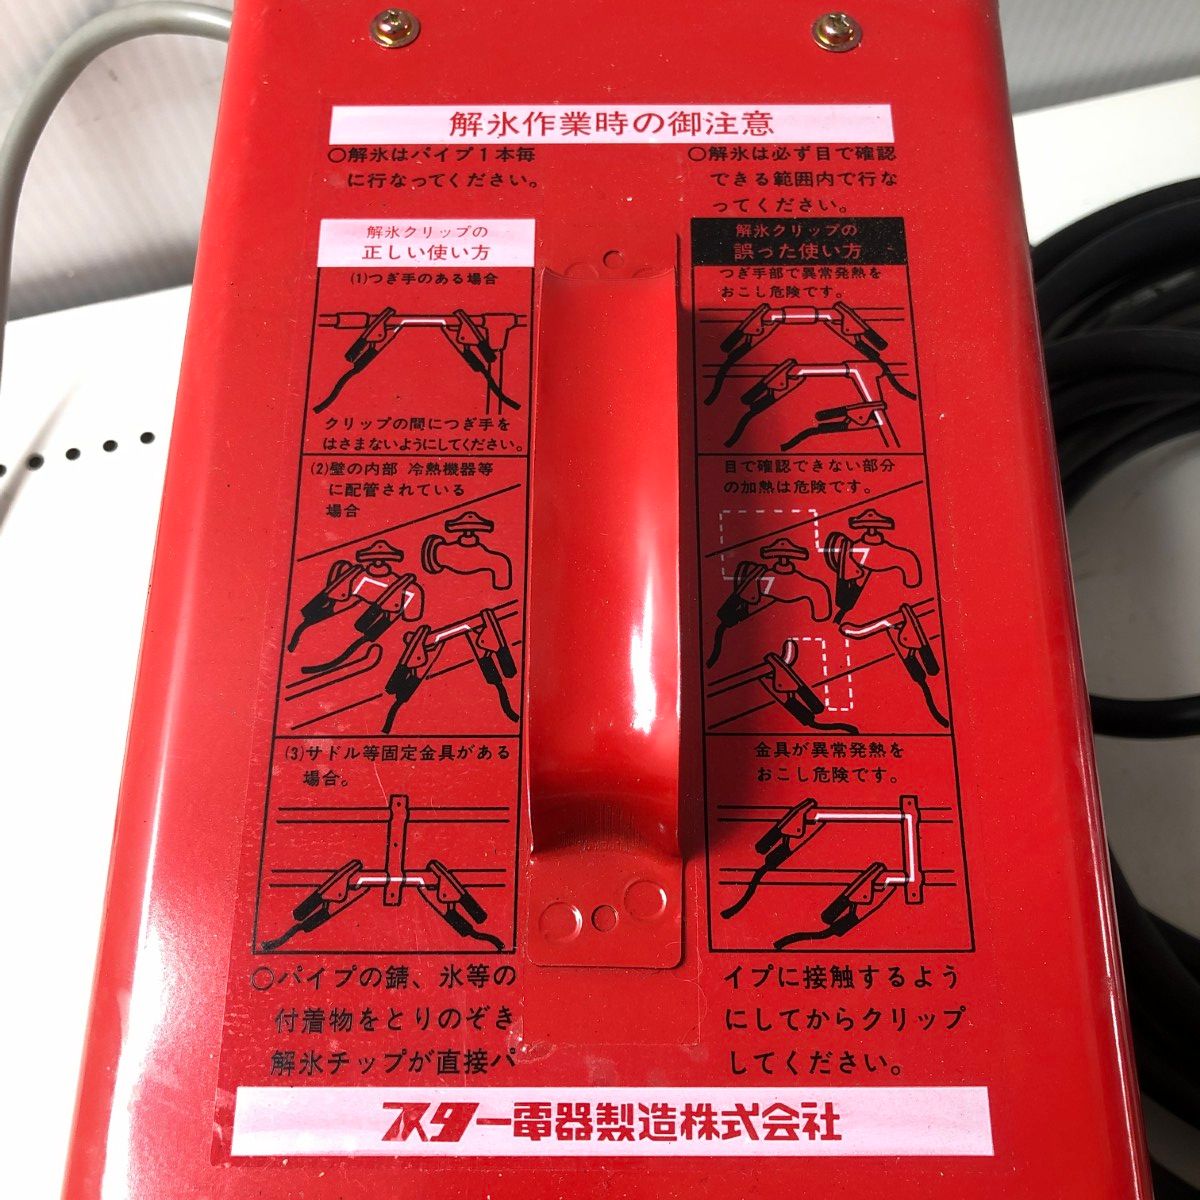 解氷作業時の御注意
○解氷はパイプ1本毎
に行なってください。
○解氷は必ず目で確認
できる範囲内で行な
ってください。
解氷クリップの
正しい使い方
(1)つぎ手のある場合
クリップの間につぎ手を
はさまないようにしてください。
(2)壁の内部 冷熱機器等
に配管されている
場合
(3)サドル等固定金具がある
場合。
解氷クリップの
誤った使い方
つぎ手部で異常発熱を
おこし危険です。
目で確認できない部分
の加熱は危険です。
金具が異常発熱を
おこし危険です。
○パイプの錆、氷等の
付着物をとりのぞき
解氷チップが直接パ
イプに接触するよう
にしてからクリップ
してください。
スター電器製造株式会社